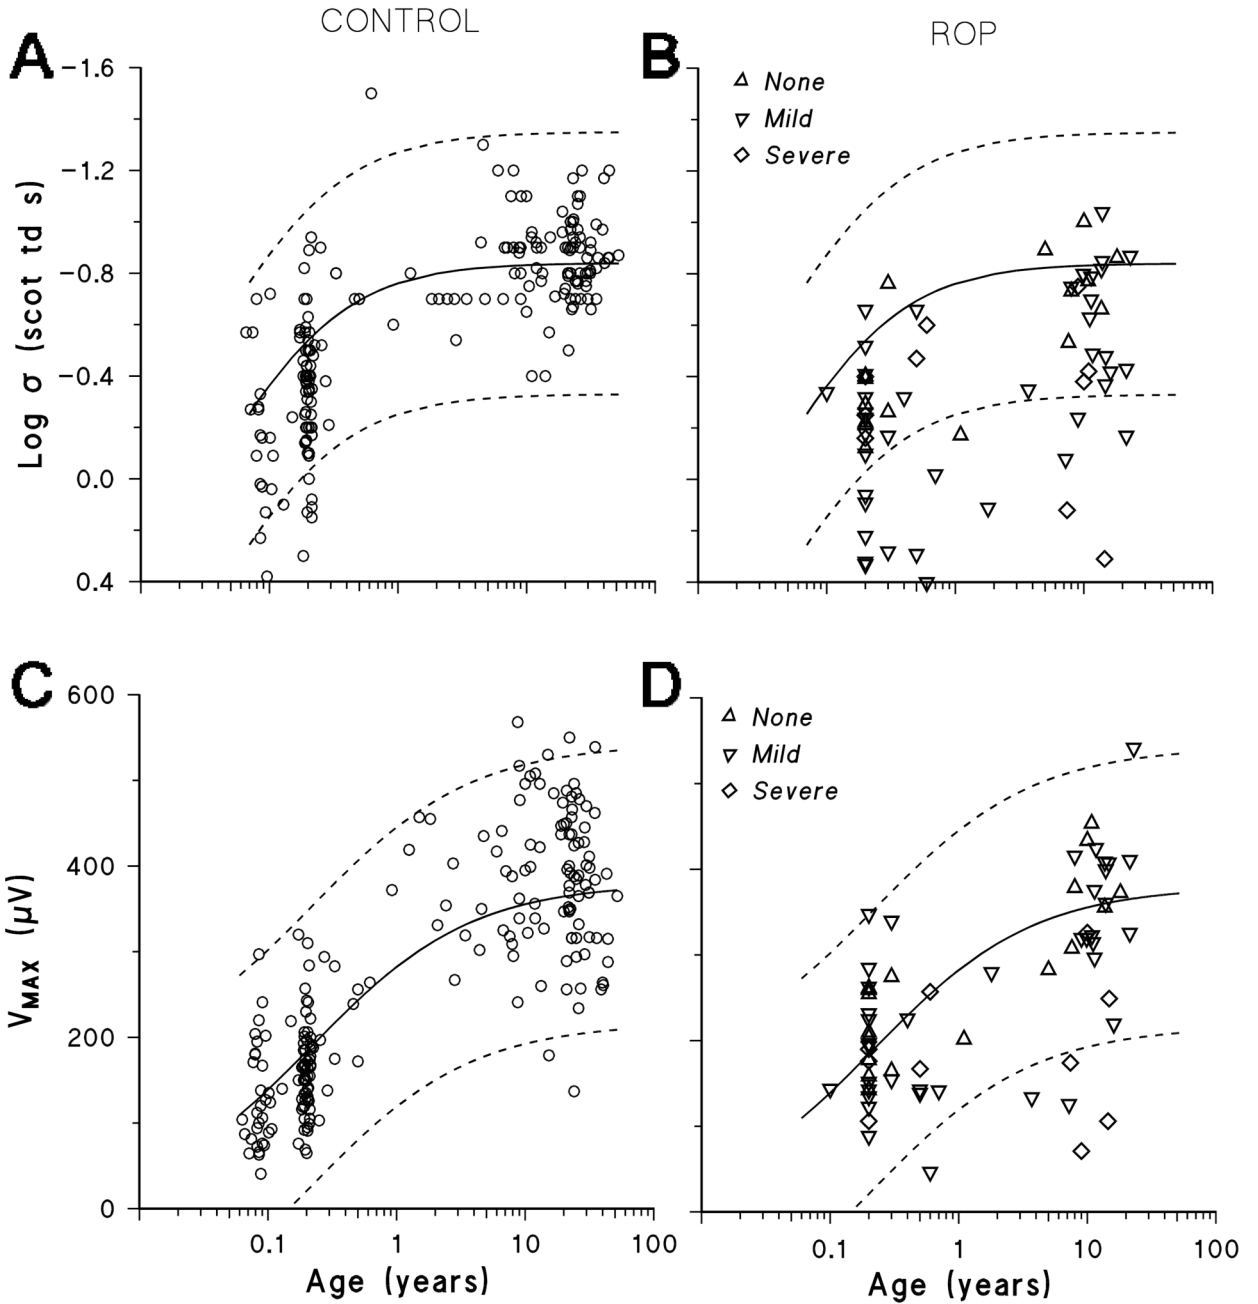 CONTROL
ROP
A
B
−1.6
−1.2
−0.8
−0.4
0.0
0.4
Log σ (scot td s)
None
Mild
Severe
C
D
600
400
200
0
VMAX (μV)
None
Mild
Severe
0.1 1 10 100
0.1 1 10 100
Age (years)
Age (years)